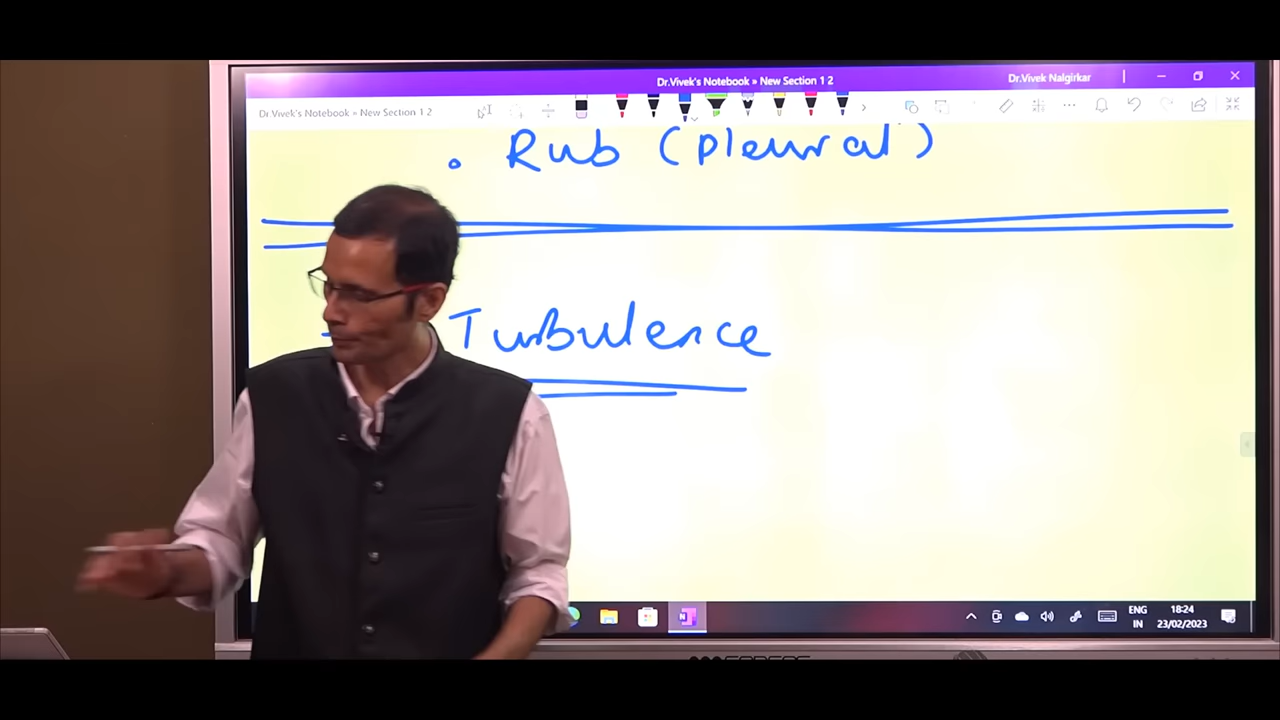 Dr.Vivek's Notebook » New Section 1 2
Dr.Vivek Nalgirkar
Dr.Vivek's Notebook » New Section 1 2
. Rub (Pleural)
Turbulence
ENG
IN
18:24
23/02/2023